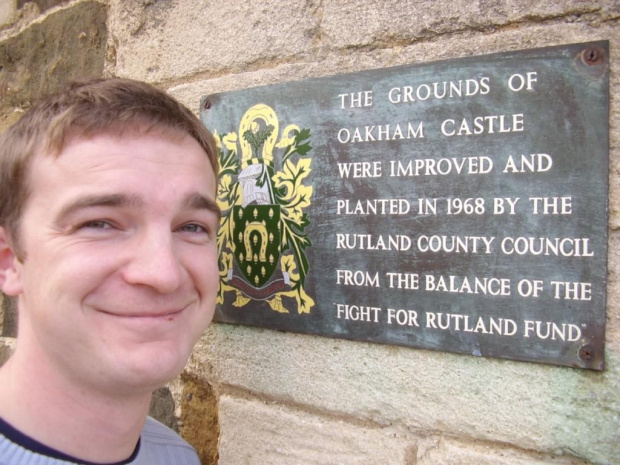 THE GROUNDS OF
OAKHAM CASTLE
WERE IMPROVED AND
PLANTED IN 1968 BY THE
RUTLAND COUNTY COUNCIL
FROM THE BALANCE OF THE
"FIGHT FOR RUTLAND FUND"